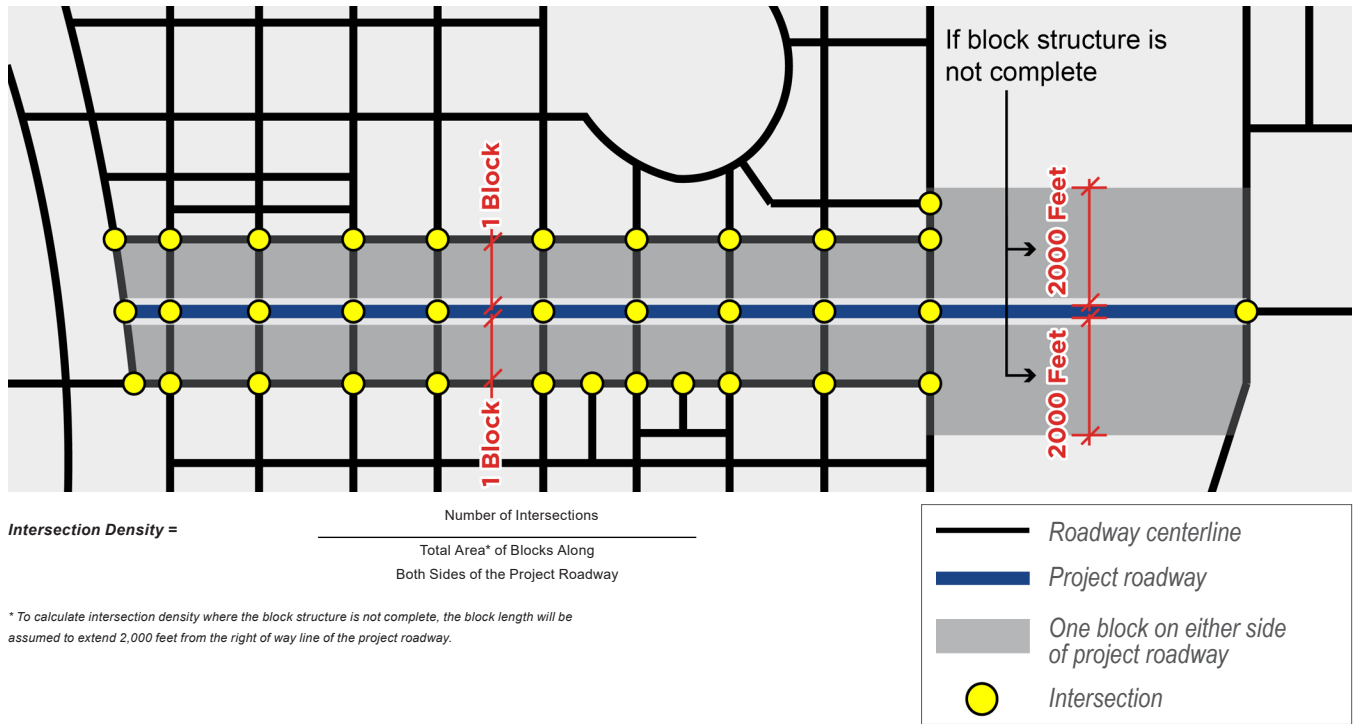 If block structure is
not complete
1 Block
1 Block
2000 Feet
2000 Feet
Intersection Density =
Number of Intersections
Total Area* of Blocks Along
Both Sides of the Project Roadway
* To calculate intersection density where the block structure is not complete, the block length will be
assumed to extend 2,000 feet from the right of way line of the project roadway.
Roadway centerline
Project roadway
One block on either side
of project roadway
Intersection